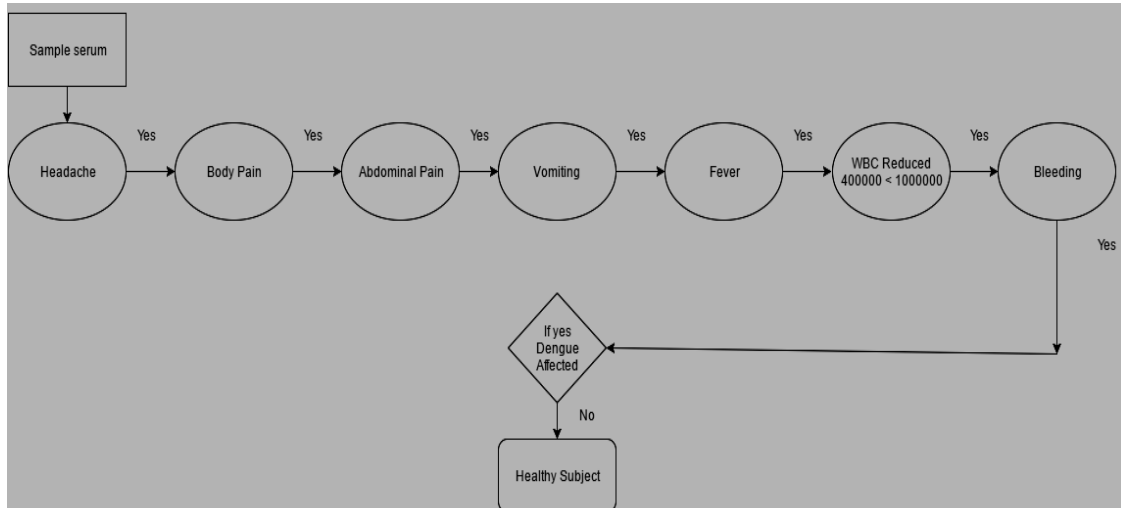 Sample serum
Yes
Yes
Yes
Yes
Yes
Yes
Headache
Body Pain
Abdominal Pain
Vomiting
Fever
WBC Reduced
400000 < 1000000
Bleeding
Yes
If yes
Dengue
Affected
No
Healthy Subject